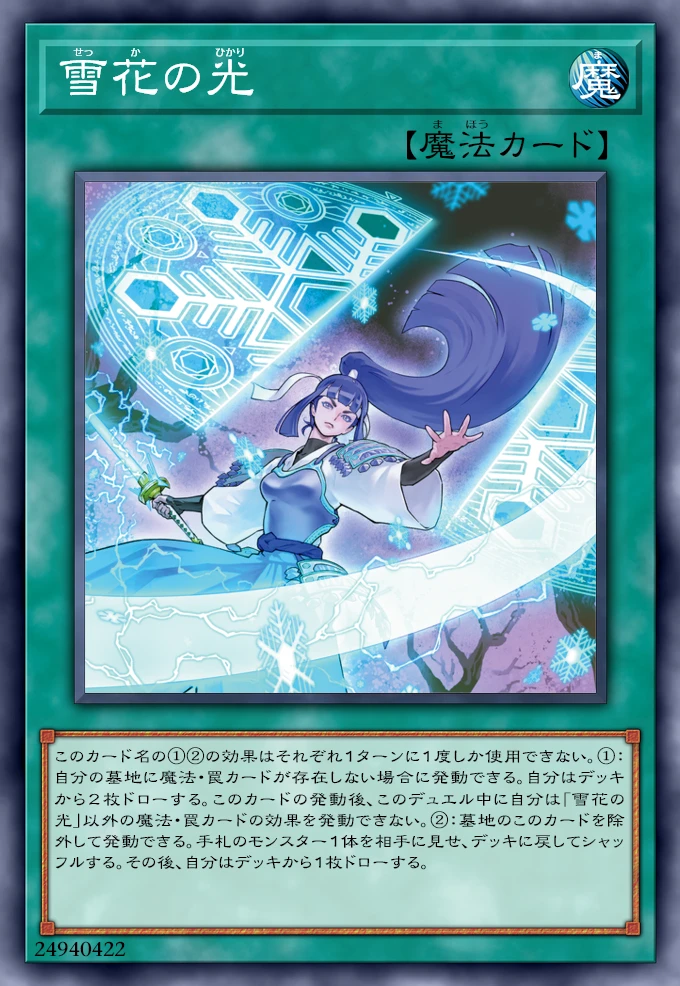 雪花の光
魔
【魔法カード】
このカード名の①②の効果はそれぞれ1ターンに1度しか使用できない。①：
自分の墓地に魔法・罠カードが存在しない場合に発動できる。自分はデッキ
から2枚ドローする。このカードの発動後、このデュエル中に自分は「雪花の
光」以外の魔法・罠カードの効果を発動できない。②：墓地のこのカードを除
外して発動できる。手札のモンスター1体を相手に見せ、デッキに戻してシャッ
フルする。その後、自分はデッキから1枚ドローする。
24940422